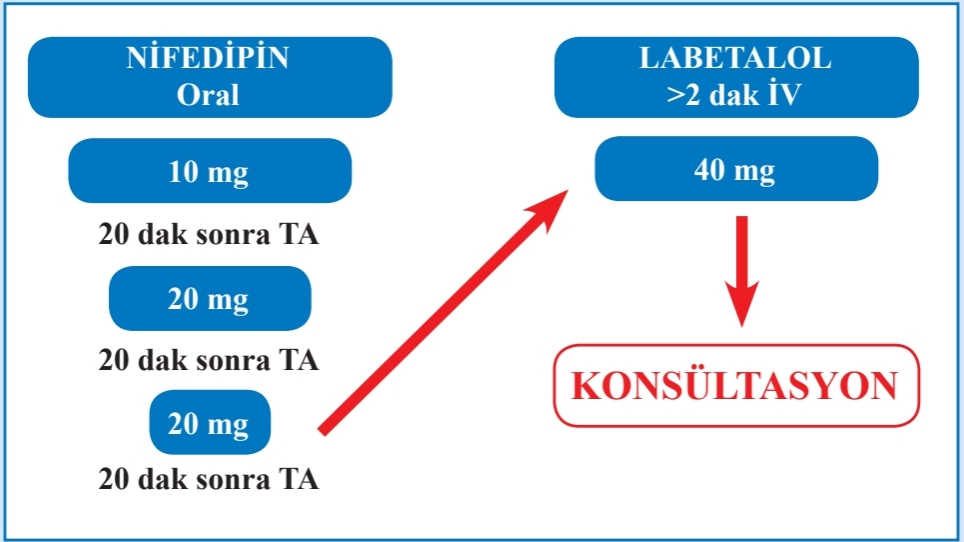 NİFEDİPİN
Oral
10 mg
20 dak sonra TA
20 mg
20 dak sonra TA
20 mg
20 dak sonra TA
LABETALOL
>2 dak İV
40 mg
KONSÜLTASYON